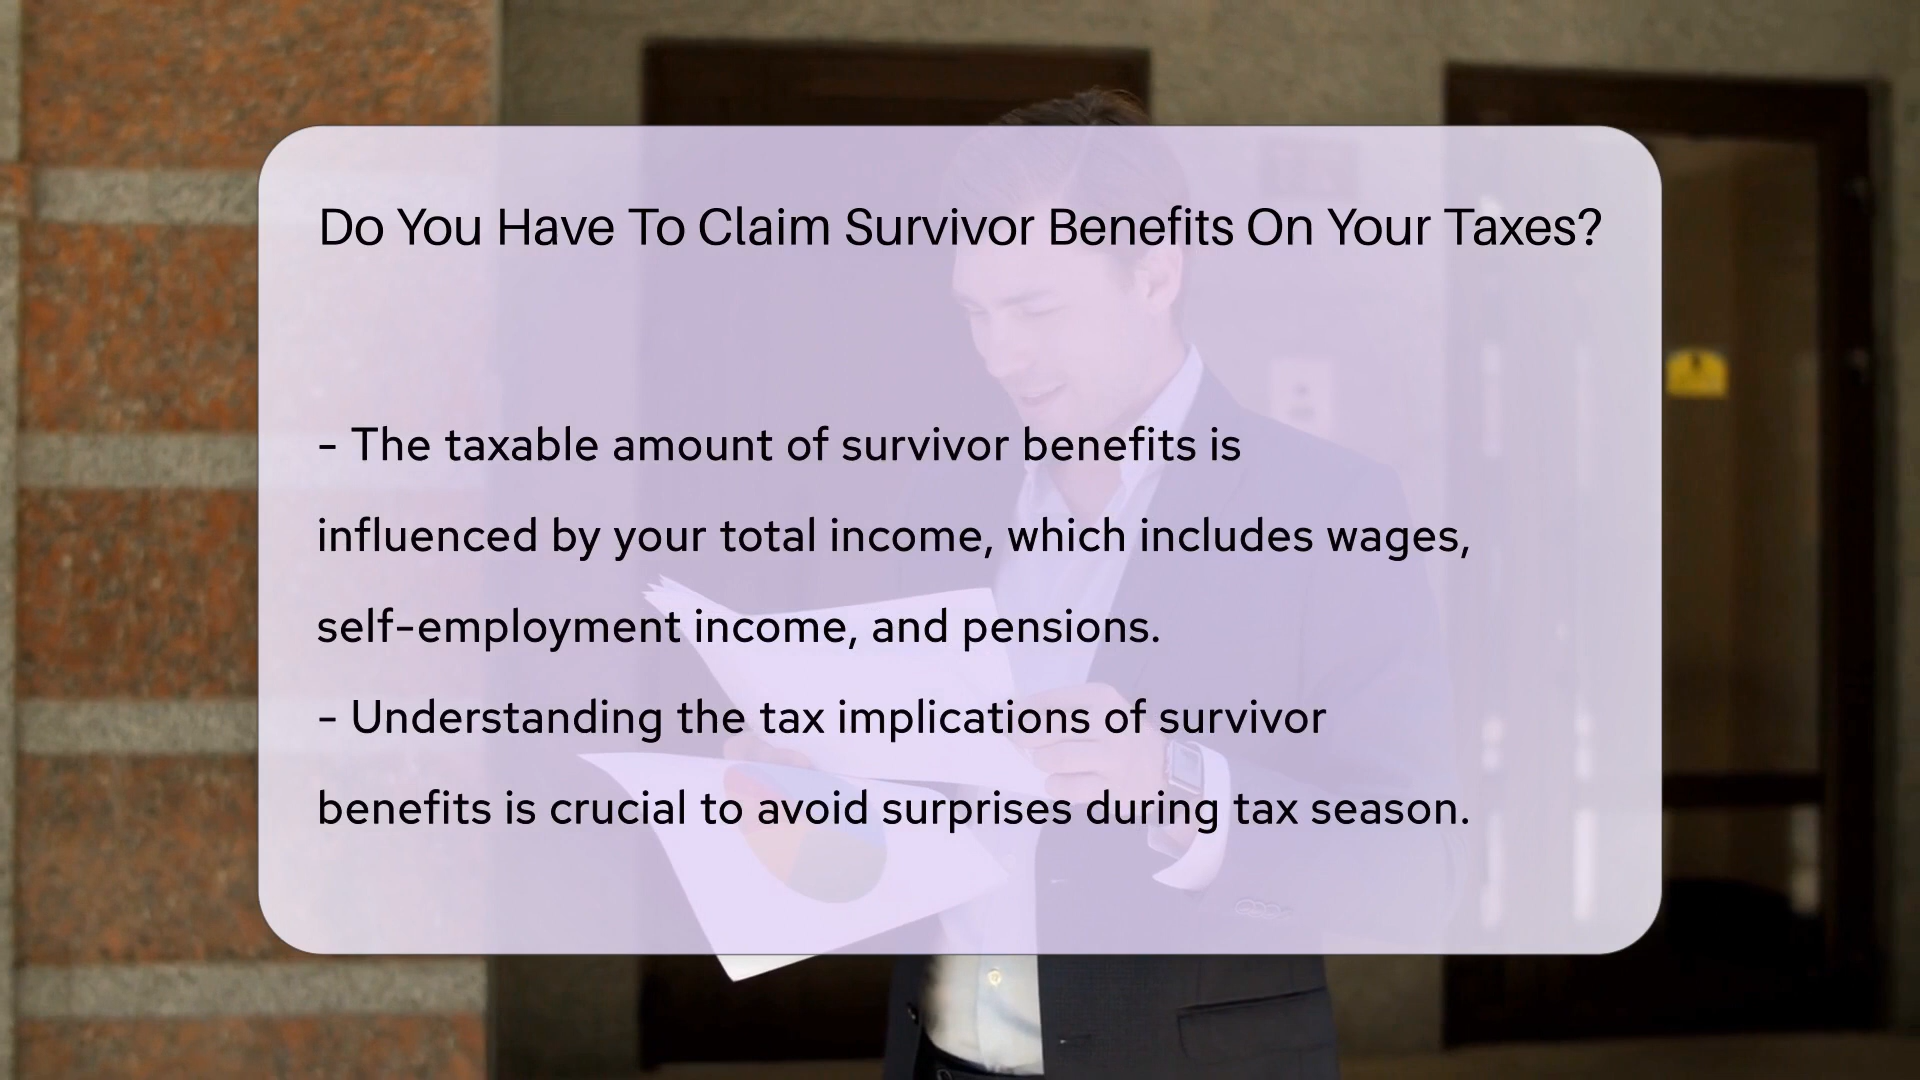 Do You Have To Claim Survivor Benefits On Your Taxes?
- The taxable amount of survivor benefits is
influenced by your total income, which includes wages,
self-employment income, and pensions.
- Understanding the tax implications of survivor
benefits is crucial to avoid surprises during tax season.